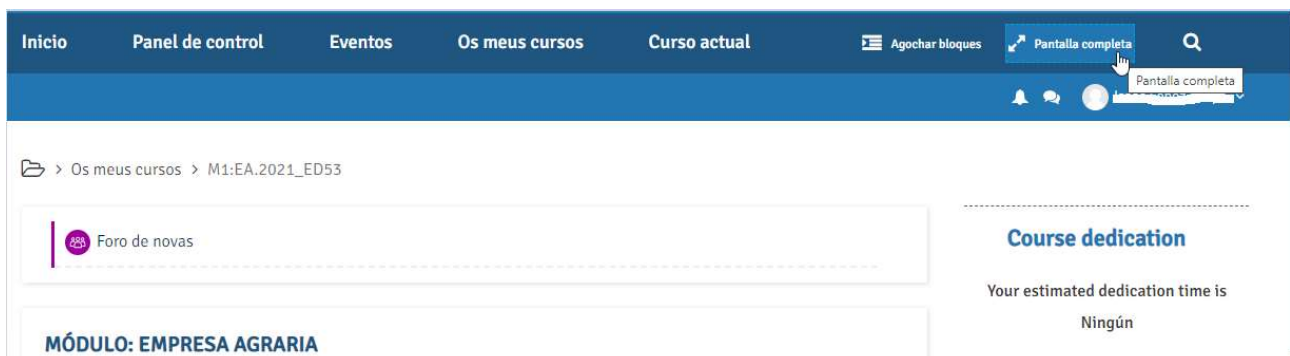 Inicio Panel de control Eventos Os meus cursos Curso actual Agochar bloques Pantalla completa
Pantalla completa
Os meus cursos > M1:EA.2021_ED53
Foro de novas
Course dedication
Your estimated dedication time is
Ningún
MÓDULO: EMPRESA AGRARIA